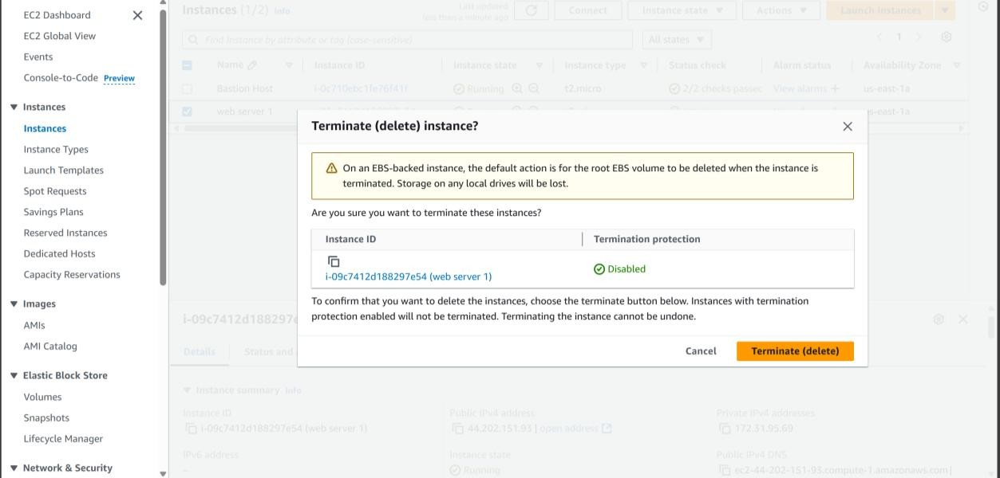 EC2 Dashboard
EC2 Global View
Events
Console-to-Code Preview
Instances
Instances
Instance Types
Launch Templates
Spot Requests
Savings Plans
Reserved Instances
Dedicated Hosts
Capacity Reservations
Images
AMIs
AMI Catalog
Elastic Block Store
Volumes
Snapshots
Lifecycle Manager
Network & Security
Instances (1/2) Info
Last updated
less than a minute ago
Connect
Instance state
Actions
Launch instances
Find Instance by attribute or tag (case-sensitive)
All states
1
Name
Instance ID
Instance state
Instance type
Status check
Alarm status
Availability Zone
Bastion Host
i-0c710ebc1fe76f41f
Running
t2.micro
2/2 checks passec
View alarms
us-east-1a
web server 1
s-east-1a
Terminate (delete) instance?
On an EBS-backed instance, the default action is for the root EBS volume to be deleted when the instance is
terminated. Storage on any local drives will be lost.
Are you sure you want to terminate these instances?
Instance ID
Termination protection
i-09c7412d188297e54 (web server 1)
Disabled
To confirm that you want to delete the instances, choose the terminate button below. Instances with termination
protection enabled will not be terminated. Terminating the instance cannot be undone.
Cancel
Terminate (delete)
i-09c7412d188297e
Details
Status and
Instance summary Info
Instance ID
i-09c7412d188297e54 (web server 1)
Public IPv4 address
44.202.151.93 | open address
Private IPv4 addresses
172.31.95.69
IPv6 address
–
Instance state
Running
Public IPv4 DNS
ec2-44-202-151-93.compute-1.amazonaws.com |